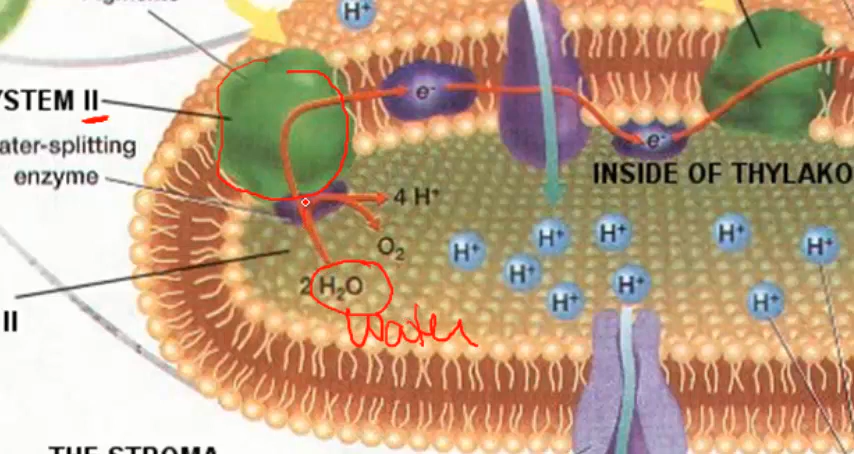 H⁺
YSTEM II
ater-splitting
enzyme
e⁻
e⁻
INSIDE OF THYLAKO
4 H⁺
O₂
2 H₂O
Water
H⁺
H⁺
H⁺
H⁺
H⁺
H⁺
H⁺
H⁺
H⁺
II
THE STROMA